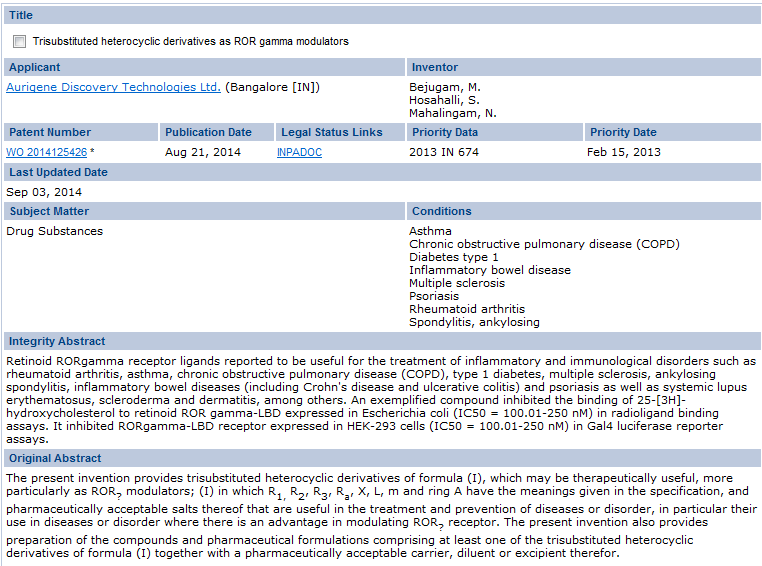 Title
Trisubstituted heterocyclic derivatives as ROR gamma modulators
Applicant Inventor
Aurigene Discovery Technologies Ltd. (Bangalore [IN]) Bejugam, M.
Hosahalli, S.
Mahalingam, N.
Patent Number Publication Date Legal Status Links Priority Data Priority Date
WO 2014125426 * Aug 21, 2014 INPADOC 2013 IN 674 Feb 15, 2013
Last Updated Date
Sep 03, 2014
Subject Matter Conditions
Drug Substances Asthma
Chronic obstructive pulmonary disease (COPD)
Diabetes type 1
Inflammatory bowel disease
Multiple sclerosis
Psoriasis
Rheumatoid arthritis
Spondylitis, ankylosing
Integrity Abstract
Retinoid RORgamma receptor ligands reported to be useful for the treatment of inflammatory and immunological disorders such as
rheumatoid arthritis, asthma, chronic obstructive pulmonary disease (COPD), type 1 diabetes, multiple sclerosis, ankylosing
spondylitis, inflammatory bowel diseases (including Crohn's disease and ulcerative colitis) and psoriasis as well as systemic lupus
erythematosus, scleroderma and dermatitis, among others. An exemplified compound inhibited the binding of 25-[3H]-
hydroxycholesterol to retinoid ROR gamma-LBD expressed in Escherichia coli (IC50 = 100.01-250 nM) in radioligand binding
assays. It inhibited RORgamma-LBD receptor expressed in HEK-293 cells (IC50 = 100.01-250 nM) in Gal4 luciferase reporter
assays.
Original Abstract
The present invention provides trisubstituted heterocyclic derivatives of formula (I), which may be therapeutically useful, more
particularly as ROR? modulators; (I) in which R1, R2, R3, Ra, X, L, m and ring A have the meanings given in the specification, and
pharmaceutically acceptable salts thereof that are useful in the treatment and prevention of diseases or disorder, in particular their
use in diseases or disorder where there is an advantage in modulating ROR? receptor. The present invention also provides
preparation of the compounds and pharmaceutical formulations comprising at least one of the trisubstituted heterocyclic
derivatives of formula (I) together with a pharmaceutically acceptable carrier, diluent or excipient therefor.